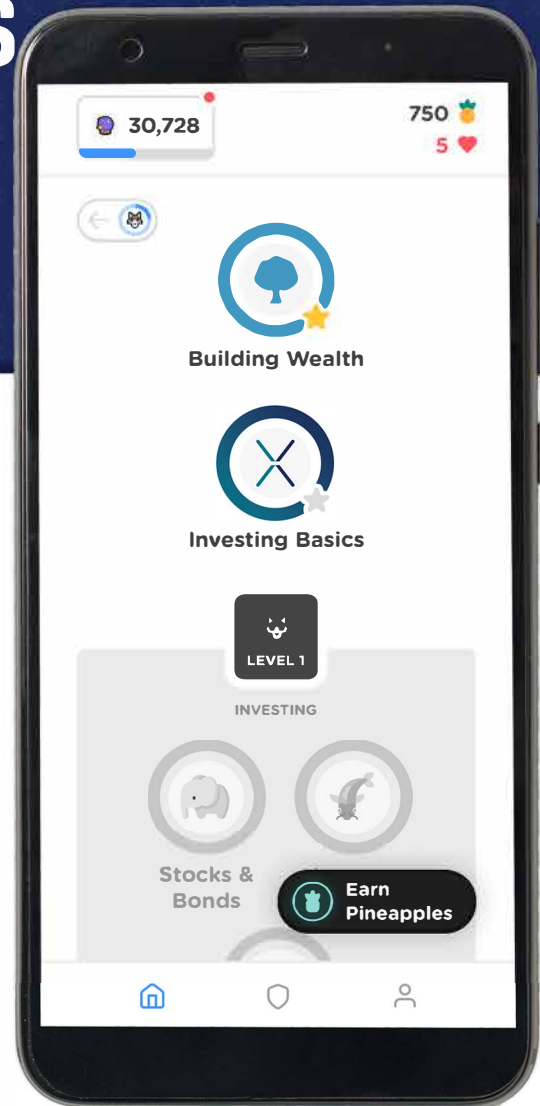 S
30,728
750
5
Building Wealth
Investing Basics
LEVEL 1
INVESTING
Stocks &
Bonds
Earn
Pineapples